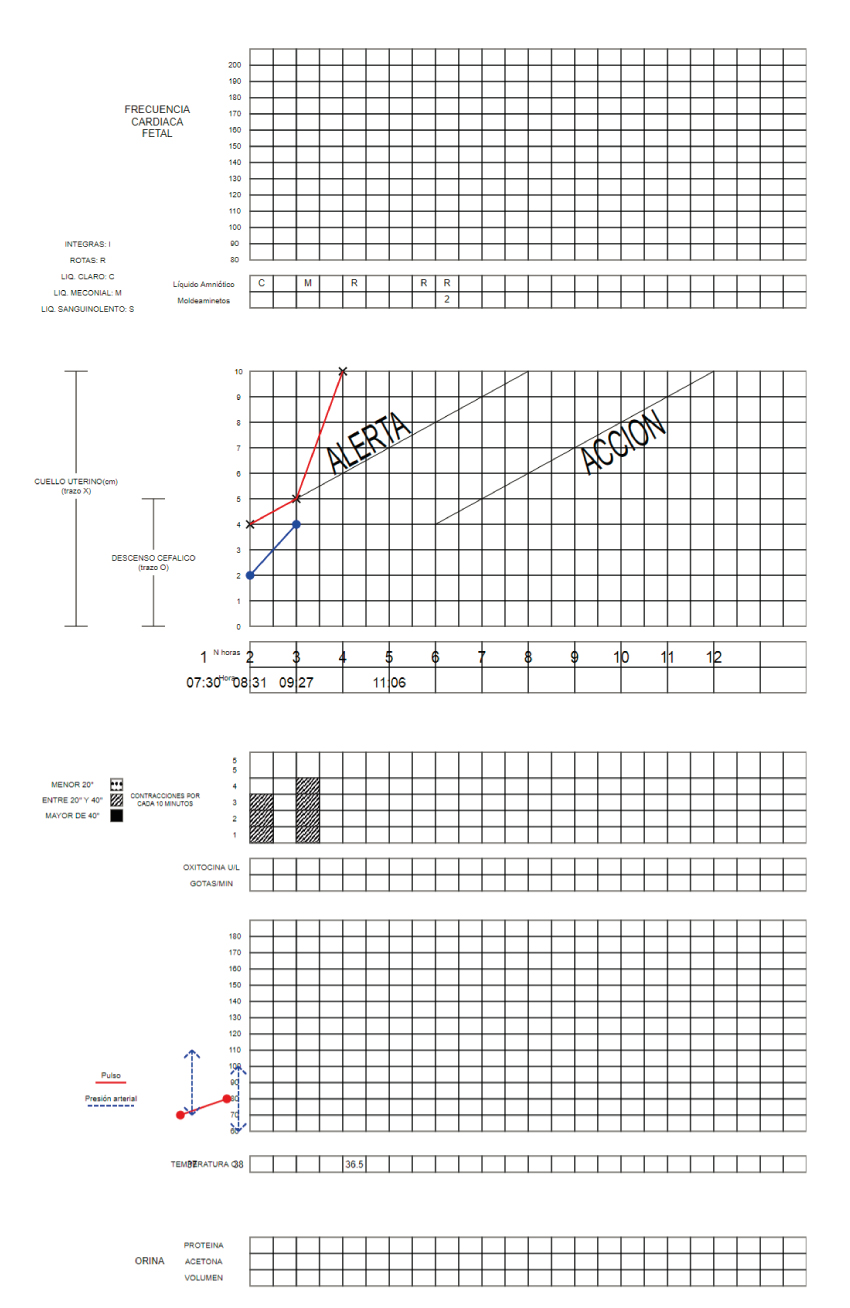 200
190
180
170
FRECUENCIA
CARDIACA
FETAL
160
150
140
130
120
110
100
90
80
INTEGRAS: I
ROTAS: R
LIQ. CLARO: C
LIQ. MECONIAL: M
LIQ. SANGUINOLENTO: S
Líquido Amniótico C M R R R
Moldeaminetos 2
10
9
8
7
6
5
4
3
2
1
0
ALERTA
ACCION
CUELLO UTERINO(cm)
(trazo X)
DESCENSO CEFALICO
(trazo O)
1 N horas 2 3 4 5 6 7 8 9 10 11 12
07:30 Hora 08:31 09:27 11:06
5
5
4
3
2
1
MENOR 20"
ENTRE 20" Y 40"
MAYOR DE 40"
CONTRACCIONES POR
CADA 10 MINUTOS
OXITOCINA U/L
GOTAS/MIN
180
170
160
150
140
130
120
110
100
90
80
70
60
Pulso
Presión arterial
TEMPERATURA C 37 38 36.5
ORINA
PROTEINA
ACETONA
VOLUMEN